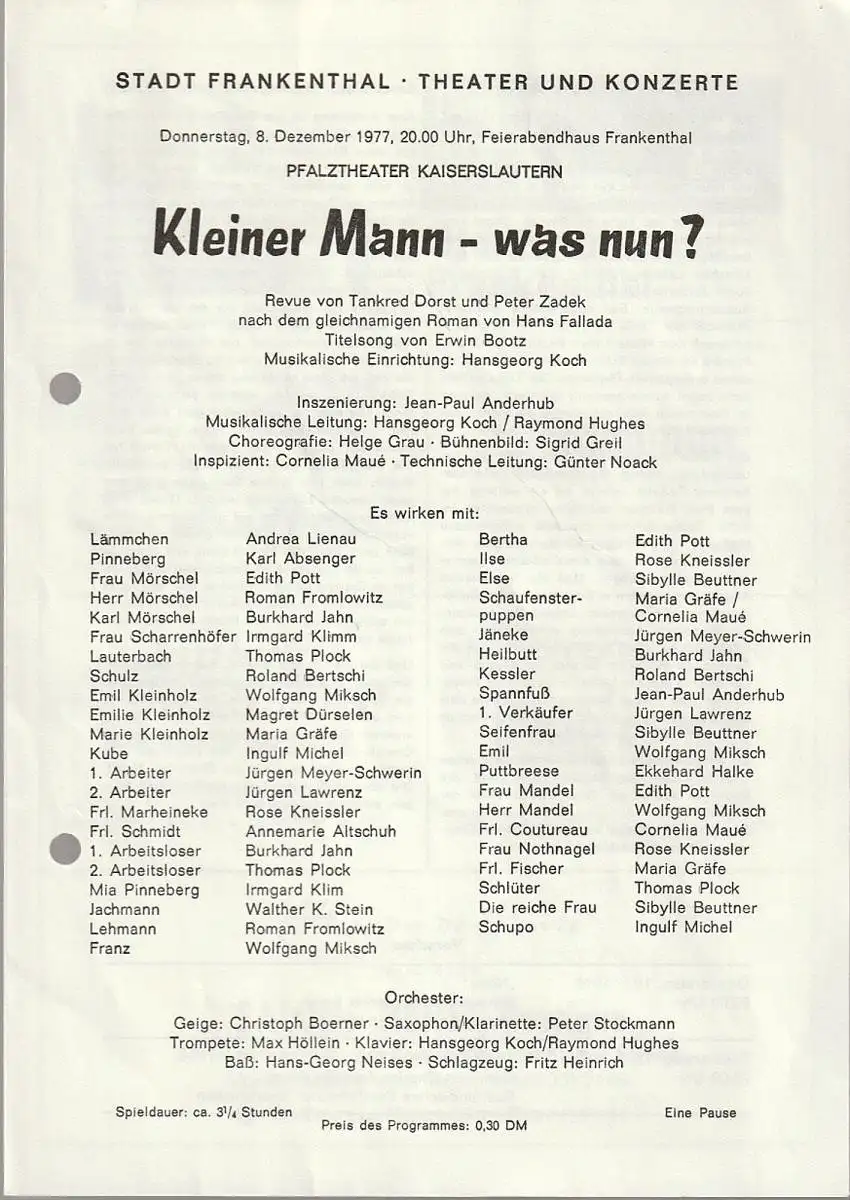 STADT FRANKENTHAL · THEATER UND KONZERTE
Donnerstag, 8. Dezember 1977, 20.00 Uhr, Feierabendhaus Frankenthal
PFALZTHEATER KAISERSLAUTERN
Kleiner Mann - was nun?
Revue von Tankred Dorst und Peter Zadek
nach dem gleichnamigen Roman von Hans Fallada
Titelsong von Erwin Bootz
Musikalische Einrichtung: Hansgeorg Koch
Inszenierung: Jean-Paul Anderhub
Musikalische Leitung: Hansgeorg Koch / Raymond Hughes
Choreografie: Helge Grau · Bühnenbild: Sigrid Greil
Inspizient: Cornelia Maué · Technische Leitung: Günter Noack
Es wirken mit:
Lämmchen Andrea Lienau
Pinneberg Karl Absenger
Frau Mörschel Edith Pott
Herr Mörschel Roman Fromlowitz
Karl Mörschel Burkhard Jahn
Frau Scharrenhöfer Irmgard Klimm
Lauterbach Thomas Plock
Schulz Roland Bertschi
Emil Kleinholz Wolfgang Miksch
Emilie Kleinholz Magret Dürselen
Marie Kleinholz Maria Gräfe
Kube Ingulf Michel
1. Arbeiter Jürgen Meyer-Schwerin
2. Arbeiter Jürgen Lawrenz
Frl. Marheineke Rose Kneissler
Frl. Schmidt Annemarie Altschuh
1. Arbeitsloser Burkhard Jahn
2. Arbeitsloser Thomas Plock
Mia Pinneberg Irmgard Klim
Jachmann Walther K. Stein
Lehmann Roman Fromlowitz
Franz Wolfgang Miksch
Bertha Edith Pott
Ilse Rose Kneissler
Else Sibylle Beuttner
Schaufenster- Maria Gräfe /
puppen Cornelia Maué
Jäneke Jürgen Meyer-Schwerin
Heilbutt Burkhard Jahn
Kessler Roland Bertschi
Spannfuß Jean-Paul Anderhub
1. Verkäufer Jürgen Lawrenz
Seifenfrau Sibylle Beuttner
Emil Wolfgang Miksch
Puttbreese Ekkehard Halke
Frau Mandel Edith Pott
Herr Mandel Wolfgang Miksch
Frl. Coutureau Cornelia Maué
Frau Nothnagel Rose Kneissler
Frl. Fischer Maria Gräfe
Schlüter Thomas Plock
Die reiche Frau Sibylle Beuttner
Schupo Ingulf Michel
Orchester:
Geige: Christoph Boerner · Saxophon/Klarinette: Peter Stockmann
Trompete: Max Höllein · Klavier: Hansgeorg Koch/Raymond Hughes
Baß: Hans-Georg Neises · Schlagzeug: Fritz Heinrich
Spieldauer: ca. 3¼ Stunden Eine Pause
Preis des Programmes: 0,30 DM